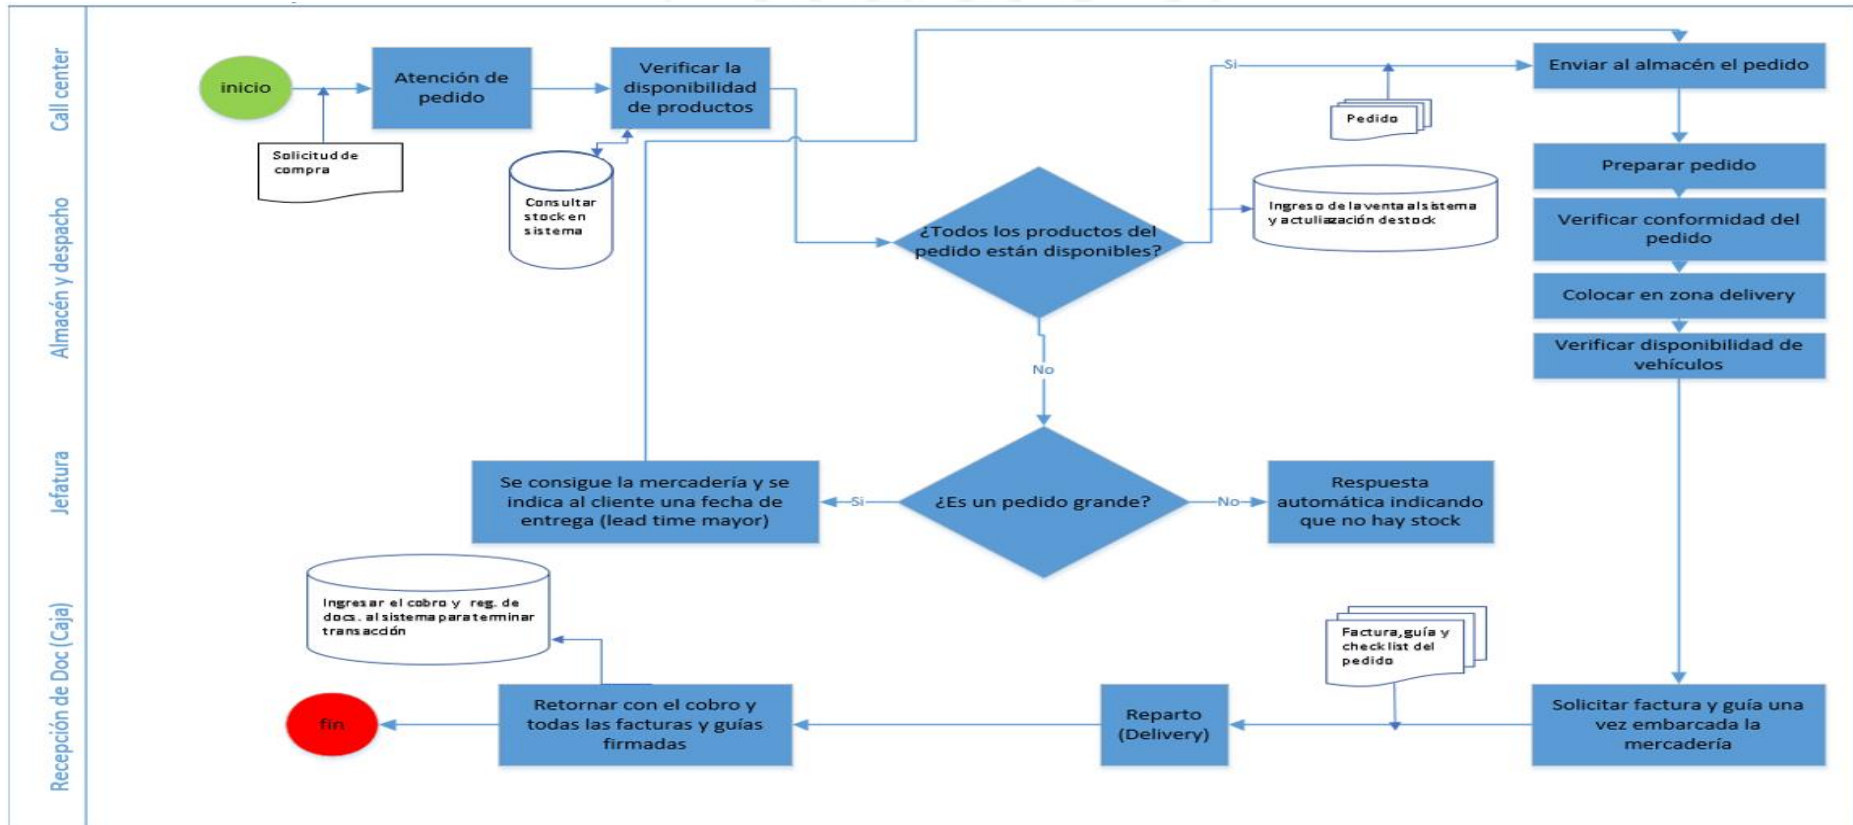 Call center
inicio
Atención de
pedido
Verificar la
disponibilidad
de productos
Solicitud de
compra
Consultar
stock en
sistema
Si
Pedido
Enviar al almacén el pedido
Almacén y despacho
¿Todos los productos del
pedido están disponibles?
Ingreso de la venta al sistema
y actuliazación de stock
Preparar pedido
Verificar conformidad del
pedido
Colocar en zona delivery
Verificar disponibilidad de
vehículos
No
Jefatura
Se consigue la mercadería y se
indica al cliente una fecha de
entrega (lead time mayor)
Si
¿Es un pedido grande?
No
Respuesta
automática indicando
que no hay stock
Recepción de Doc (Caja)
Ingresar el cobro y reg. de
docs. al sistema para terminar
transacción
Factura, guía y
check list del
pedido
fin
Retornar con el cobro y
todas las facturas y guías
firmadas
Reparto
(Delivery)
Solicitar factura y guía una
vez embarcada la
mercadería